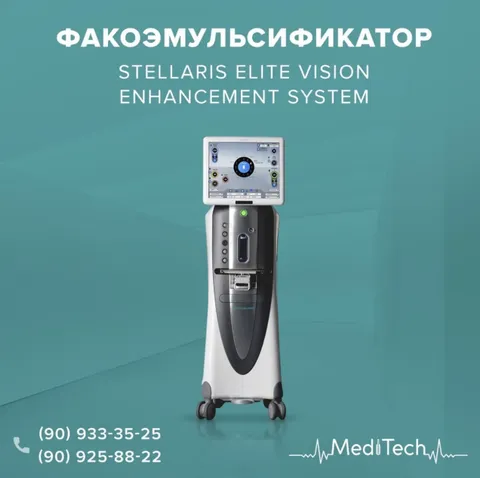 ФАКОЭМУЛЬСИФИКАТОР
STELLARIS ELITE VISION
ENHANCEMENT SYSTEM
(90) 933-35-25
(90) 925-88-22
MediTech